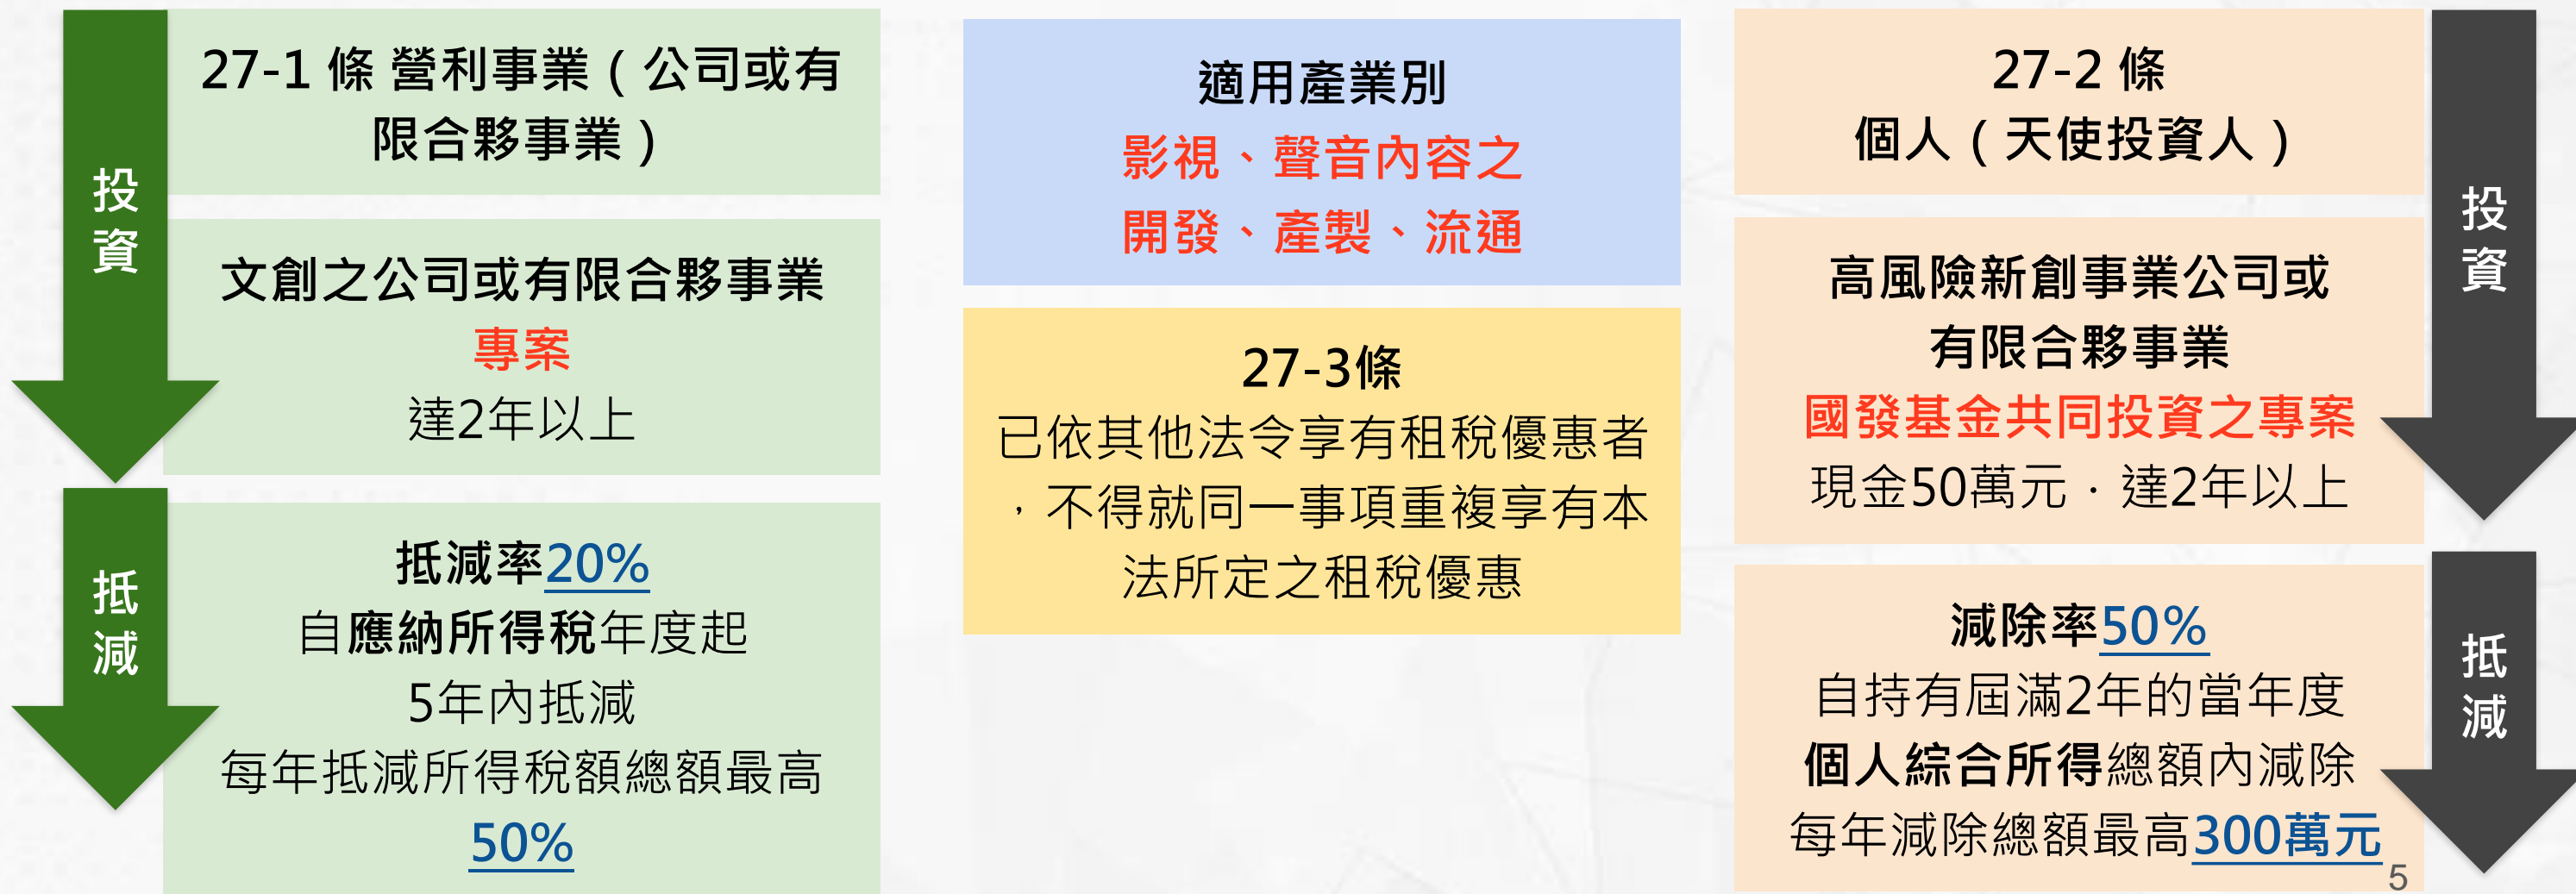 投
資
27-1 條 營利事業（公司或有
限合夥事業）
文創之公司或有限合夥事業
專案
達2年以上
抵
減
抵減率20%
自應納所得稅年度起
5年內抵減
每年抵減所得稅額總額最高
50%
適用產業別
影視、聲音內容之
開發、產製、流通
27-3條
已依其他法令享有租稅優惠者
，不得就同一事項重複享有本
法所定之租稅優惠
27-2 條
個人（天使投資人）
投
資
高風險新創事業公司或
有限合夥事業
國發基金共同投資之專案
現金50萬元．達2年以上
抵
減
減除率50%
自持有屆滿2年的當年度
個人綜合所得總額內減除
每年減除總額最高300萬元
5